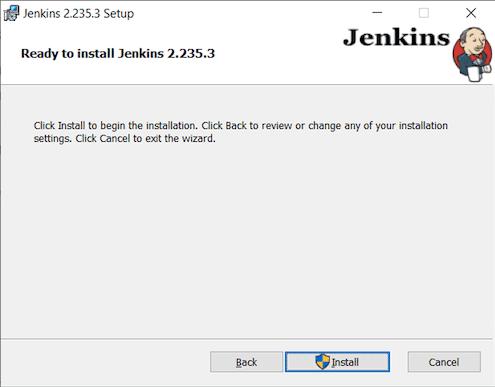 Jenkins 2.235.3 Setup
Jenkins
Ready to install Jenkins 2.235.3
Click Install to begin the installation. Click Back to review or change any of your installation
settings. Click Cancel to exit the wizard.
Back
Install
Cancel